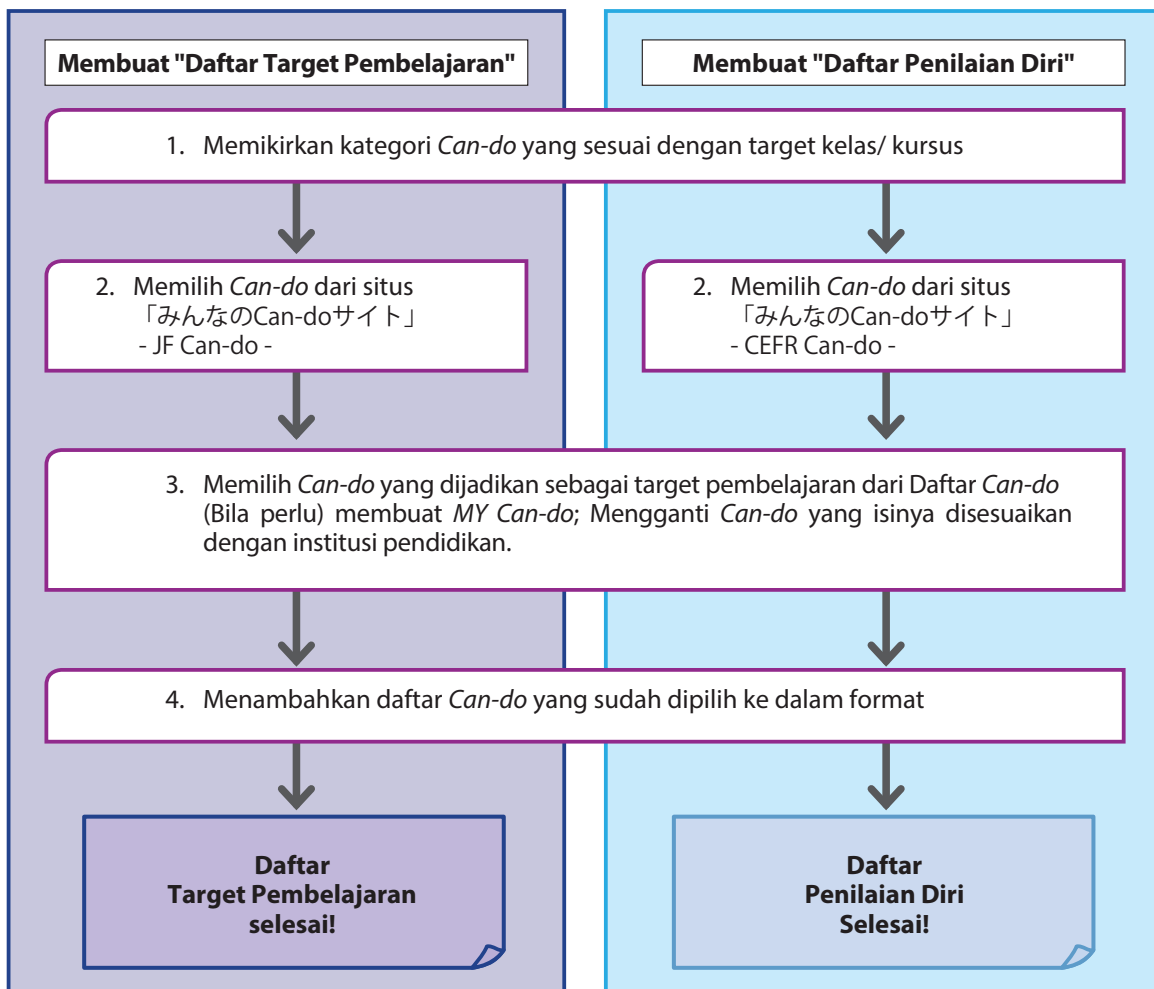 Membuat "Daftar Target Pembelajaran"
Membuat "Daftar Penilaian Diri"
1. Memikirkan kategori Can-do yang sesuai dengan target kelas/ kursus
2. Memilih Can-do dari situs
「みんなのCan-doサイト」
- JF Can-do -
2. Memilih Can-do dari situs
「みんなのCan-doサイト」
- CEFR Can-do -
3. Memilih Can-do yang dijadikan sebagai target pembelajaran dari Daftar Can-do
(Bila perlu) membuat MY Can-do; Mengganti Can-do yang isinya disesuaikan
dengan institusi pendidikan.
4. Menambahkan daftar Can-do yang sudah dipilih ke dalam format
Daftar
Target Pembelajaran
selesai!
Daftar
Penilaian Diri
Selesai!